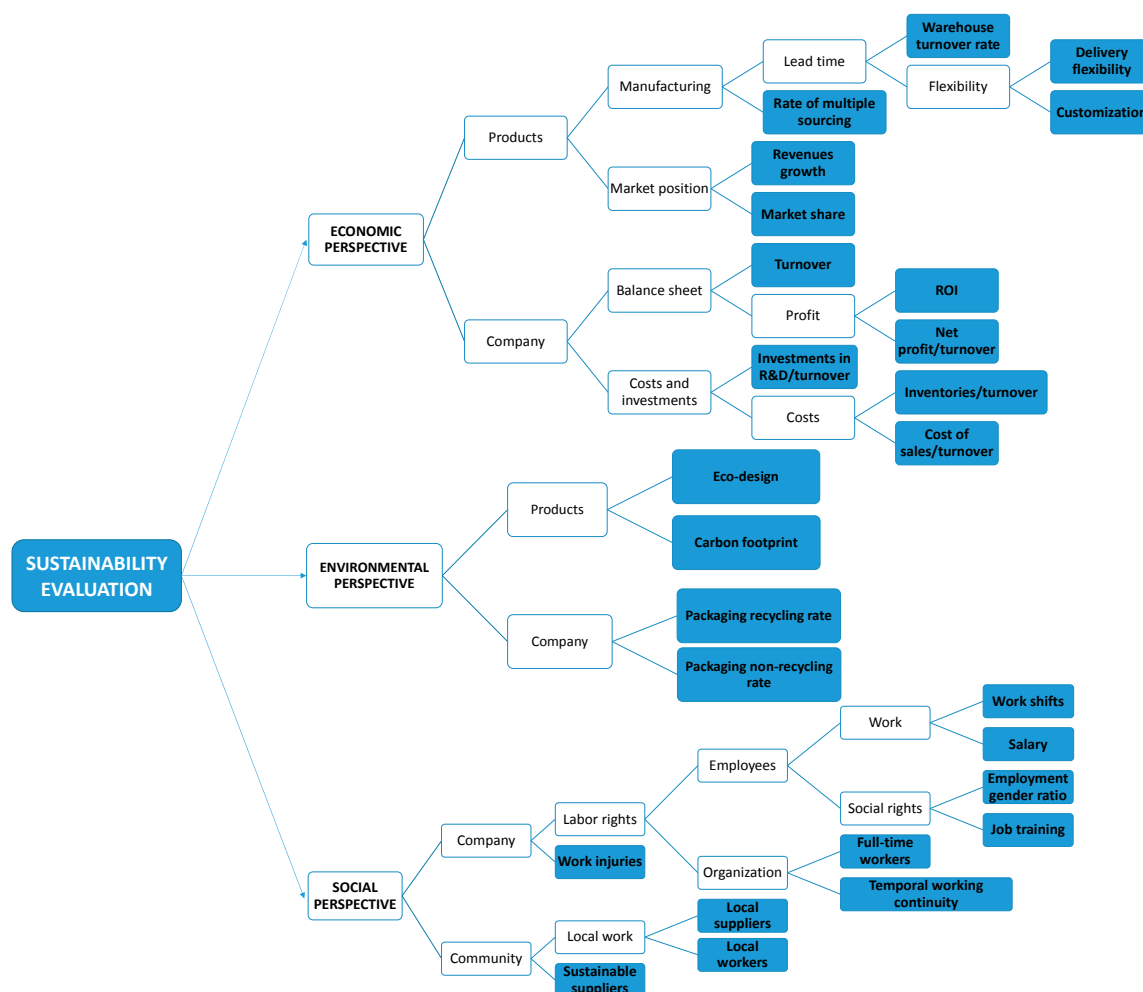 Warehouse
turnover rate
Lead time
Delivery
flexibility
Manufacturing
Flexibility
Rate of multiple
sourcing
Customization
Products
Revenues
growth
Market position
Market share
ECONOMIC
PERSPECTIVE
Turnover
Balance sheet
ROI
Profit
Company
Net
profit/turnover
Investments in
R&D/turnover
Costs and
investments
Inventories/turnover
Costs
Cost of
sales/turnover
Eco-design
Products
Carbon footprint
SUSTAINABILITY
EVALUATION
ENVIRONMENTAL
PERSPECTIVE
Packaging recycling rate
Company
Packaging non-recycling
rate
Work shifts
Work
Salary
Employees
Employment
gender ratio
Social rights
Labor rights
Job training
Company
Full-time
workers
Work injuries
Organization
Temporal working
continuity
SOCIAL
PERSPECTIVE
Local
suppliers
Local work
Local
workers
Community
Sustainable
suppliers